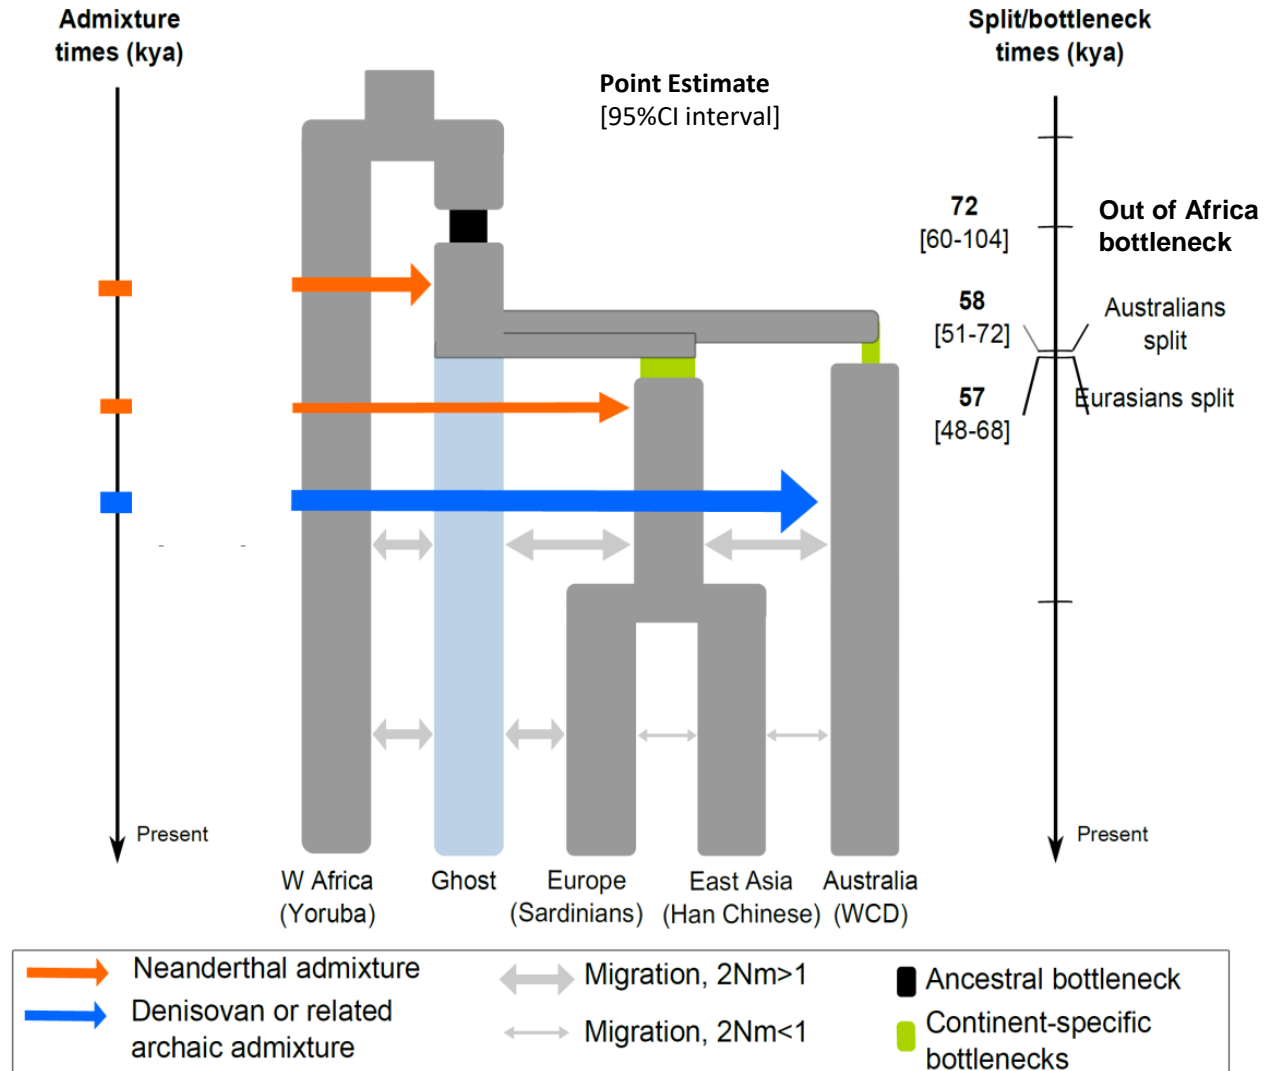 Admixture
times (kya)
Split/bottleneck
times (kya)
Point Estimate
[95%CI interval]
72
[60-104]
Out of Africa
bottleneck
58
[51-72]
Australians
split
57
[48-68]
Eurasians split
Present
Present
W Africa
(Yoruba)
Ghost
Europe
(Sardinians)
East Asia
(Han Chinese)
Australia
(WCD)
Neanderthal admixture
Denisovan or related
archaic admixture
Migration, 2Nm>1
Migration, 2Nm<1
Ancestral bottleneck
Continent-specific
bottlenecks